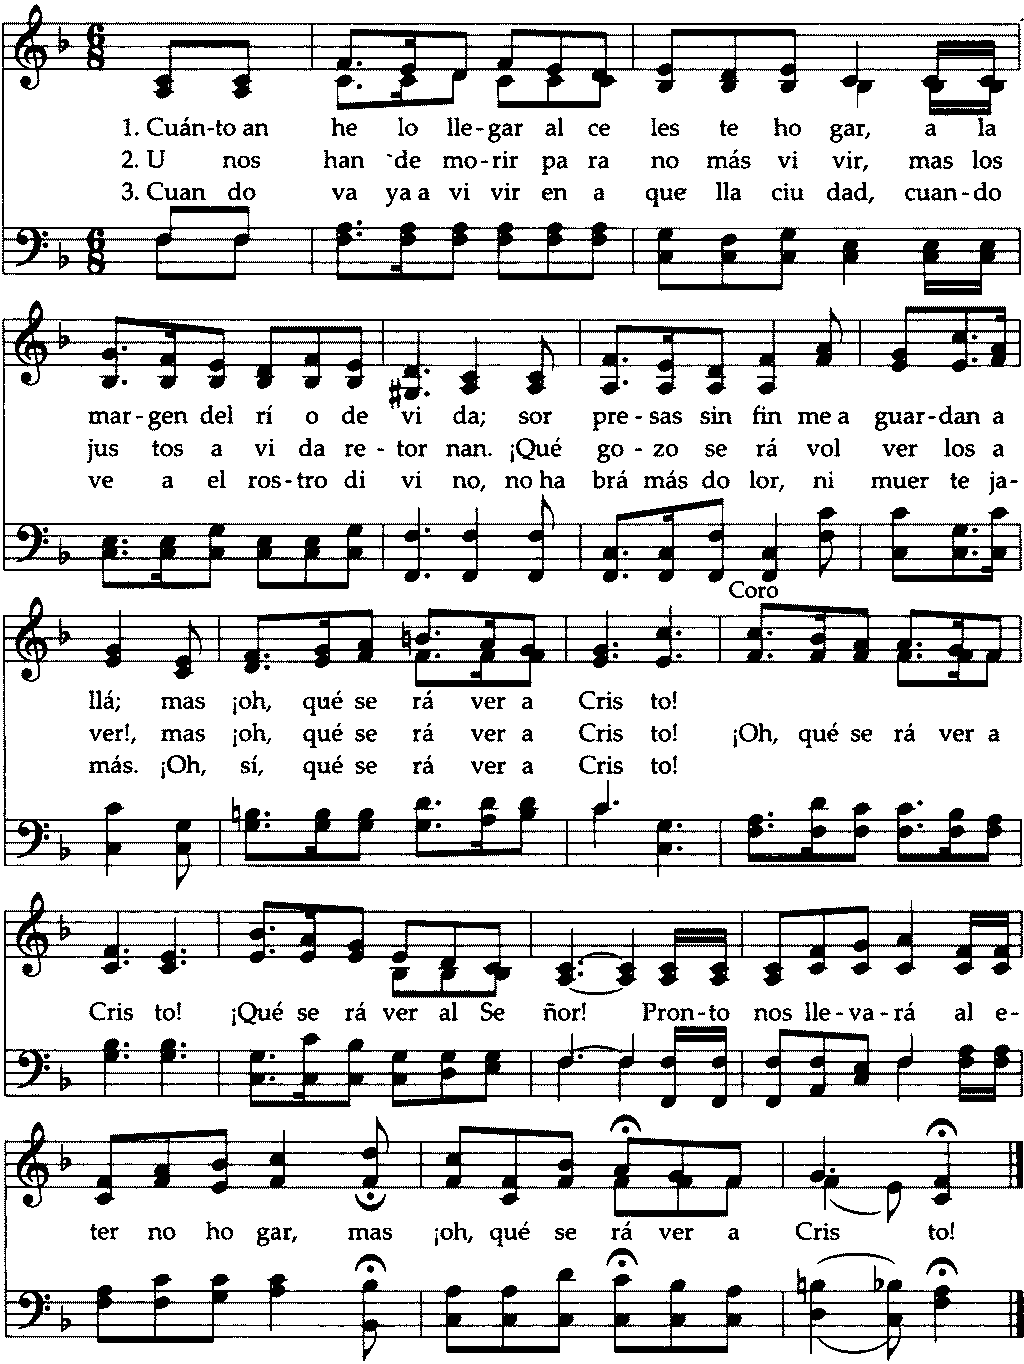 1. Cuán-to an he lo lle-gar al ce les te ho gar, a la
2. U nos han de mo-rir pa ra no más vi vir, mas los
3. Cuan do va ya a vi vir en a que lla ciu dad, cuan-do
mar-gen del rí o de vi da; sor pre-sas sin fin me a guar-dan a
jus tos a vi da re-tor nan. ¡Qué go-zo se rá vol ver los a
ve a el ros-tro di vi no, no ha brá más do lor, ni muer te ja-
Coro
llá; mas ¡oh, qué se rá ver a Cris to!
ver!, mas ¡oh, qué se rá ver a Cris to! ¡Oh, qué se rá ver a
más. ¡Oh, sí, qué se rá ver a Cris to!
Cris to! ¡Qué se rá ver al Se ñor! Pron-to nos lle-va-rá al e-
ter no ho gar, mas ¡oh, qué se rá ver a Cris to!